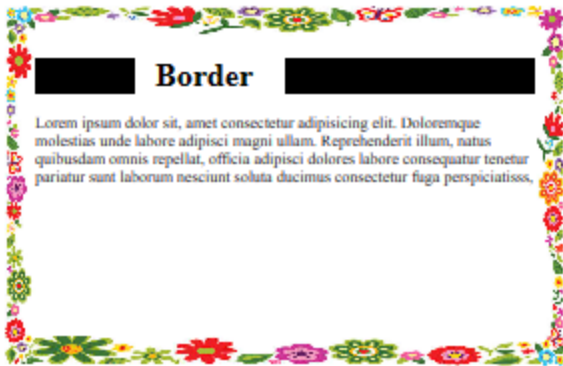 Border
Lorem ipsum dolor sit, amet consectetur adipisicing elit. Doloremque
molestias unde labore adipisci magni ullam. Reprehenderit illum, natus
quibusdam omnis repellat, officia adipisci dolores labore consequatur tenetur
pariatur sunt laborum nesciunt soluta ducimus consectetur fuga perspiciatisss,